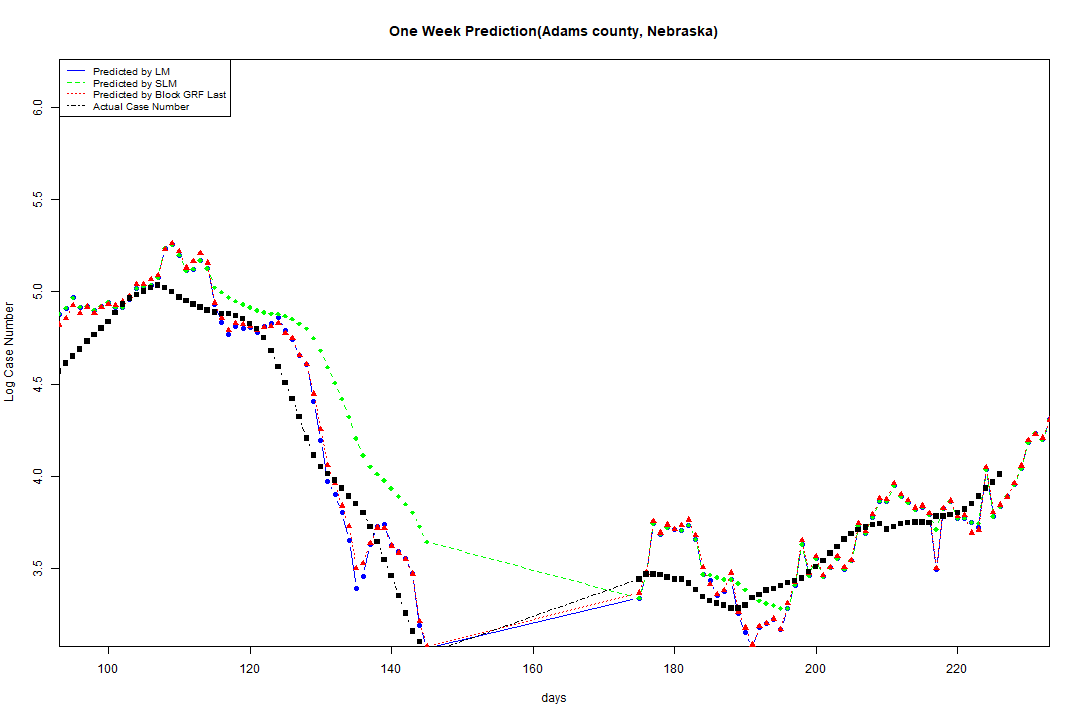 One Week Prediction(Adams county, Nebraska)
Predicted by LM
Predicted by SLM
Predicted by Block GRF Last
Actual Case Number
Log Case Number
6.0
5.5
5.0
4.5
4.0
3.5
100 120 140 160 180 200 220
days